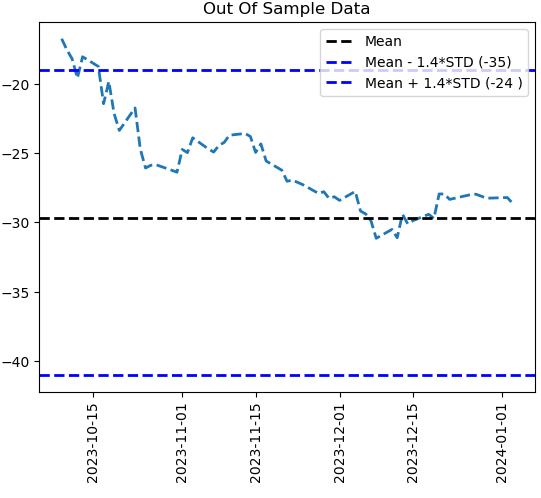 Out Of Sample Data
Mean
Mean - 1.4*STD (-35)
Mean + 1.4*STD (-24 )
−20
−25
−30
−35
−40
2023-10-15
2023-11-01
2023-11-15
2023-12-01
2023-12-15
2024-01-01